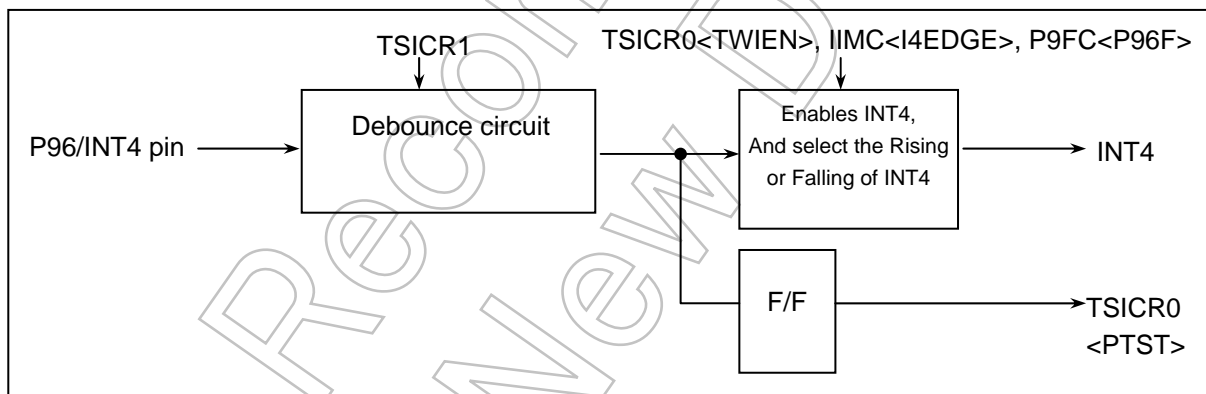 TSICR1
TSICR0<TWIEN>, IIMC<I4EDGE>, P9FC<P96F>
P96/INT4 pin
Debounce circuit
Enables INT4,
And select the Rising
or Falling of INT4
INT4
F/F
TSICR0
<PTST>